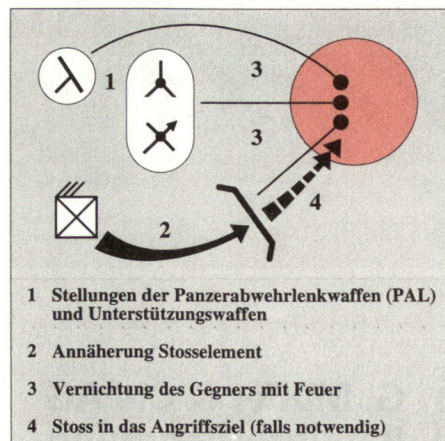 1
3
3
2
4
1 Stellungen der Panzerabwehrlenkwaffen (PAL)
und Unterstützungswaffen
2 Annäherung Stosselement
3 Vernichtung des Gegners mit Feuer
4 Stoss in das Angriffsziel (falls notwendig)